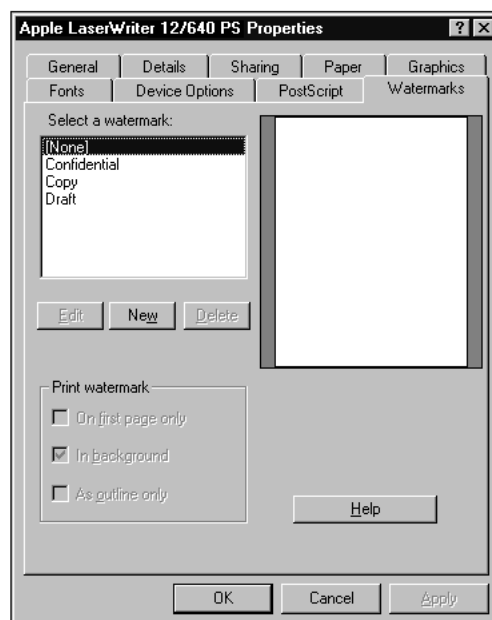 Apple LaserWriter 12/640 PS Properties ? X
General Details Sharing Paper Graphics
Fonts Device Options PostScript Watermarks
Select a watermark:
[None]
Confidential
Copy
Draft
Edit New Delete
Print watermark
On first page only
In background
As outline only
Help
OK Cancel Apply